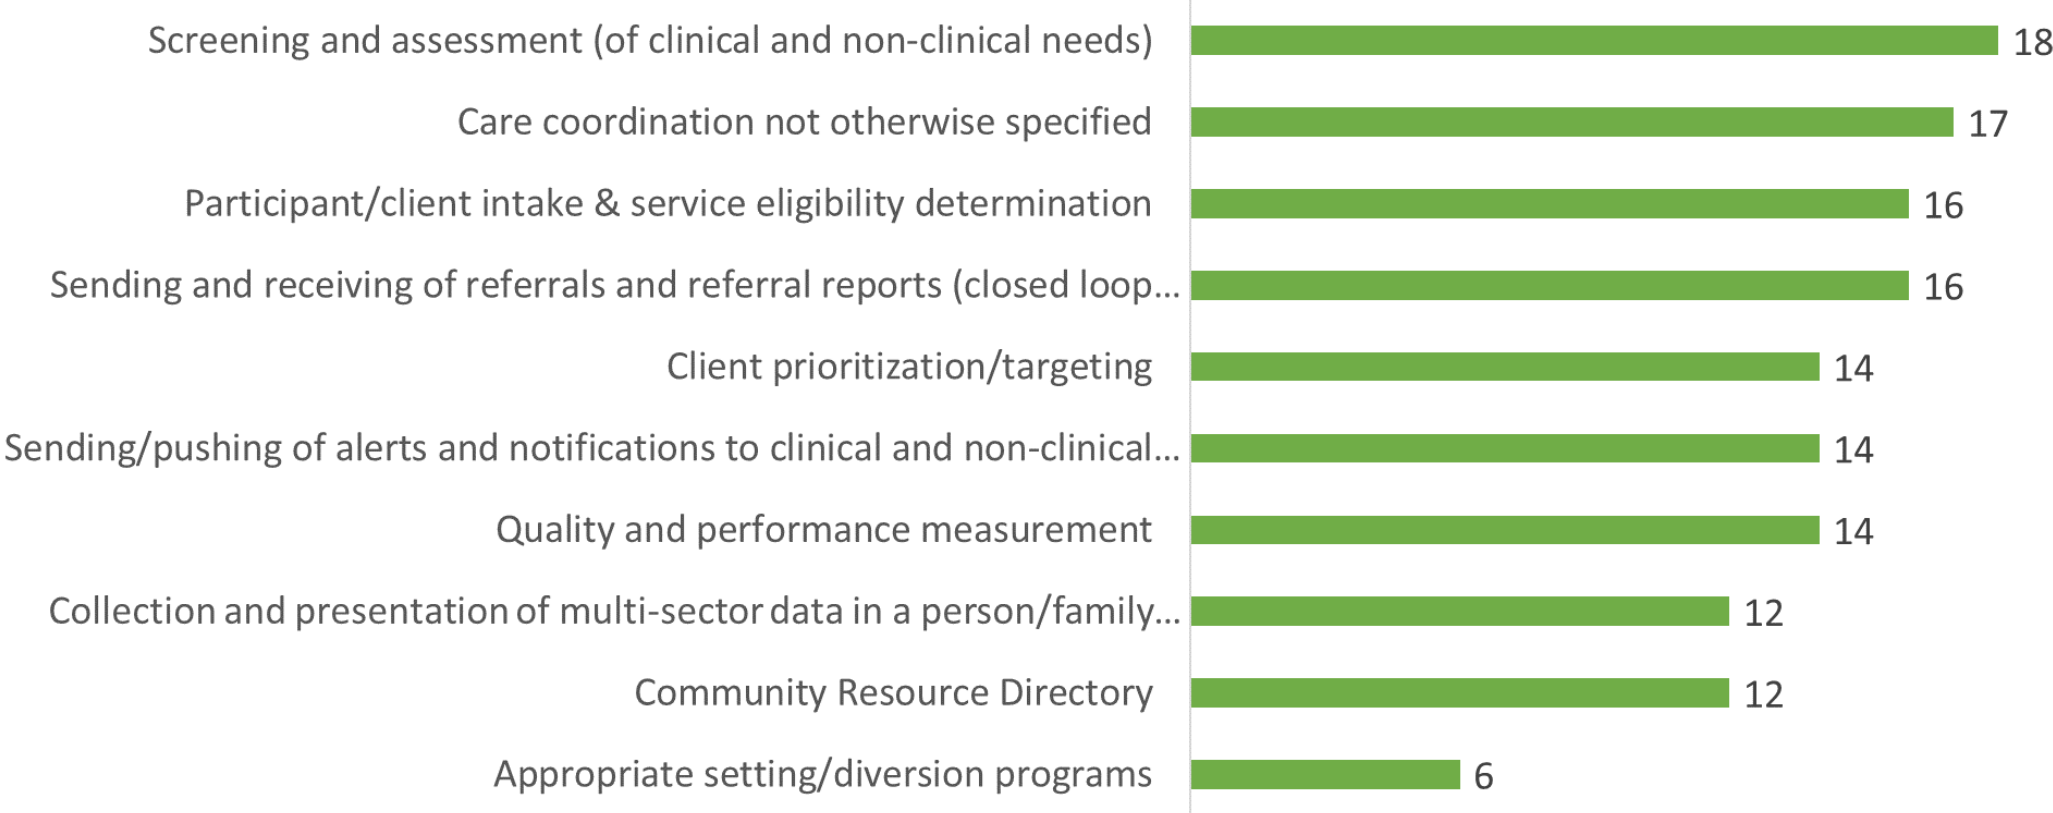 Screening and assessment (of clinical and non-clinical needs) 18
Care coordination not otherwise specified 17
Participant/client intake & service eligibility determination 16
Sending and receiving of referrals and referral reports (closed loop... 16
Client prioritization/targeting 14
Sending/pushing of alerts and notifications to clinical and non-clinical... 14
Quality and performance measurement 14
Collection and presentation of multi-sector data in a person/family... 12
Community Resource Directory 12
Appropriate setting/diversion programs 6